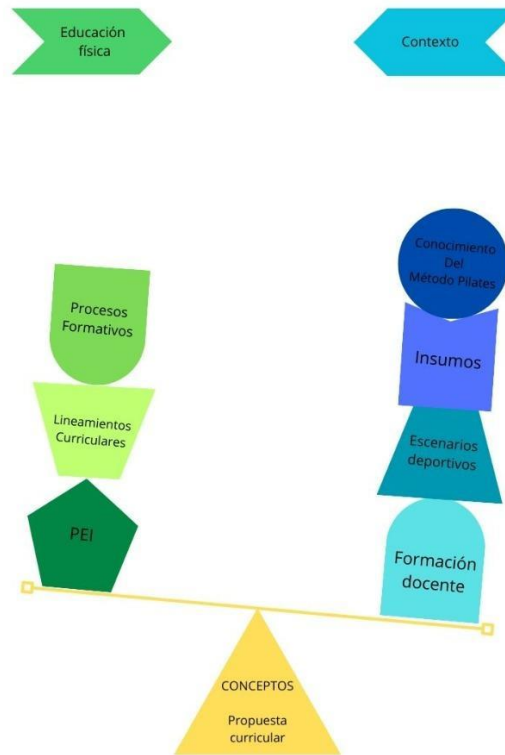 Educación
física
Contexto
Procesos
Formativos
Lineamientos
Curriculares
PEI
Conocimiento
Del
Método Pilates
Insumos
Escenarios
deportivos
Formación
docente
CONCEPTOS
Propuesta
curricular